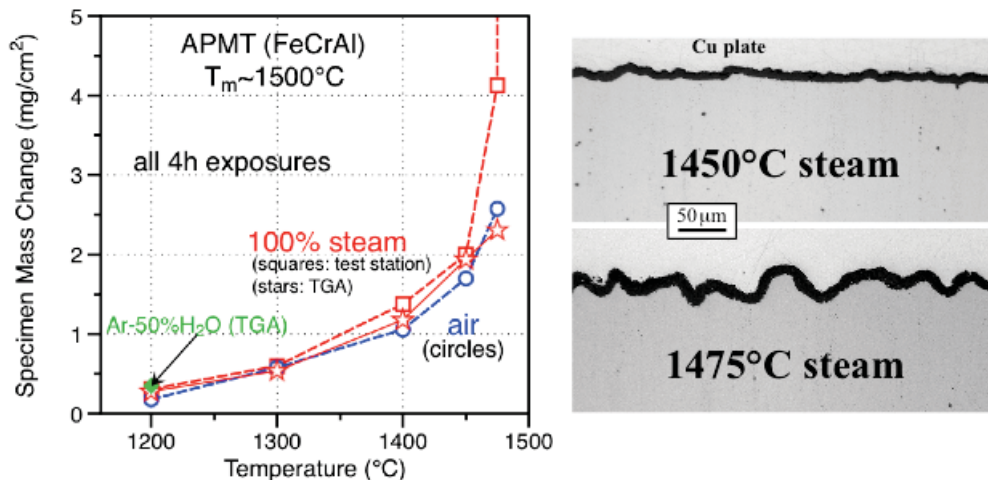 5
4
3
2
1
0
Specimen Mass Change (mg/cm²)
APMT (FeCrAl)
Tₘ~1500°C
all 4h exposures
100% steam
(squares: test station)
(stars: TGA)
Ar-50%H₂O (TGA)
air
(circles)
1200
1300
1400
1500
Temperature (°C)
Cu plate
1450°C steam
50 μm
1475°C steam